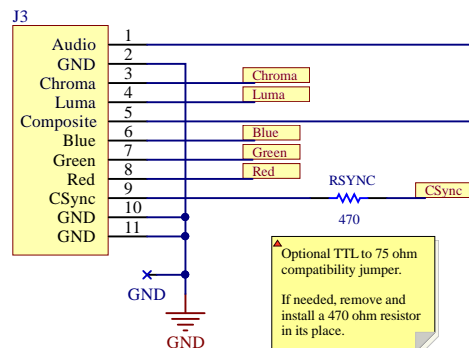 J3
Audio 1
GND 2
Chroma 3 Chroma
Luma 4 Luma
Composite 5
Blue 6 Blue
Green 7 Green
Red 8 Red
CSync 9 RSYNC CSync
470
GND 10
GND 11
GND
GND
Optional TTL to 75 ohm
compatibility jumper.
If needed, remove and
install a 470 ohm resistor
in its place.